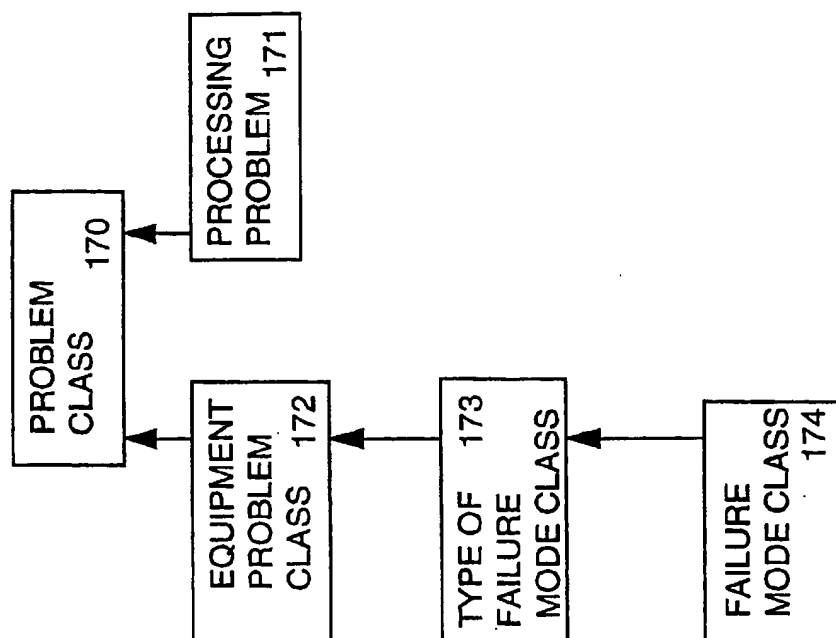 PROBLEM
CLASS 170
PROCESSING
PROBLEM 171
EQUIPMENT
PROBLEM
CLASS 172
TYPE OF 173
FAILURE
MODE CLASS
FAILURE
MODE CLASS
174